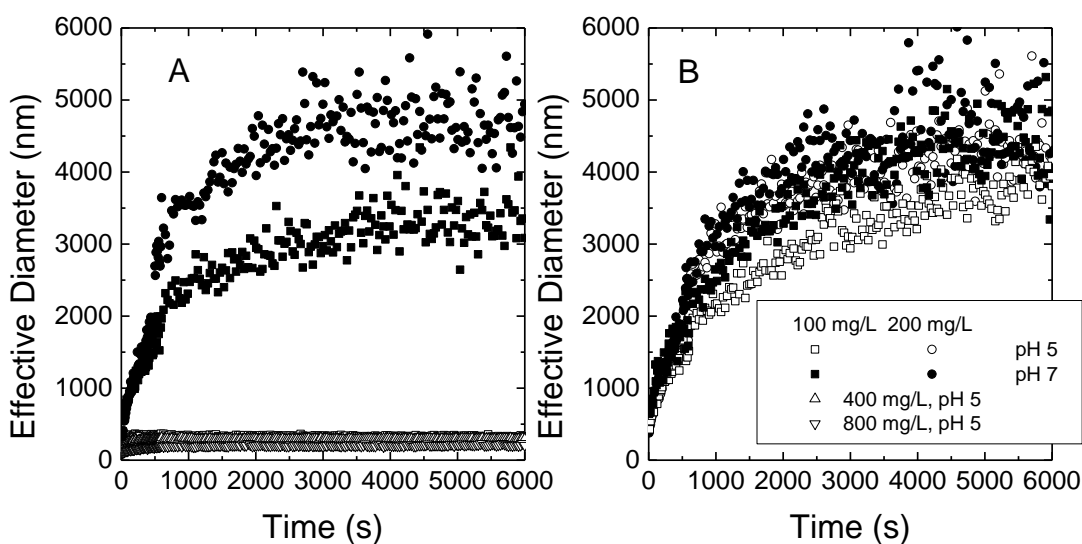 A
Effective Diameter (nm)
6000
5000
4000
3000
2000
1000
0
0 1000 2000 3000 4000 5000 6000
Time (s)
B
Effective Diameter (nm)
6000
5000
4000
3000
2000
1000
0
0 1000 2000 3000 4000 5000 6000
Time (s)
100 mg/L 200 mg/L
pH 5
pH 7
400 mg/L, pH 5
800 mg/L, pH 5